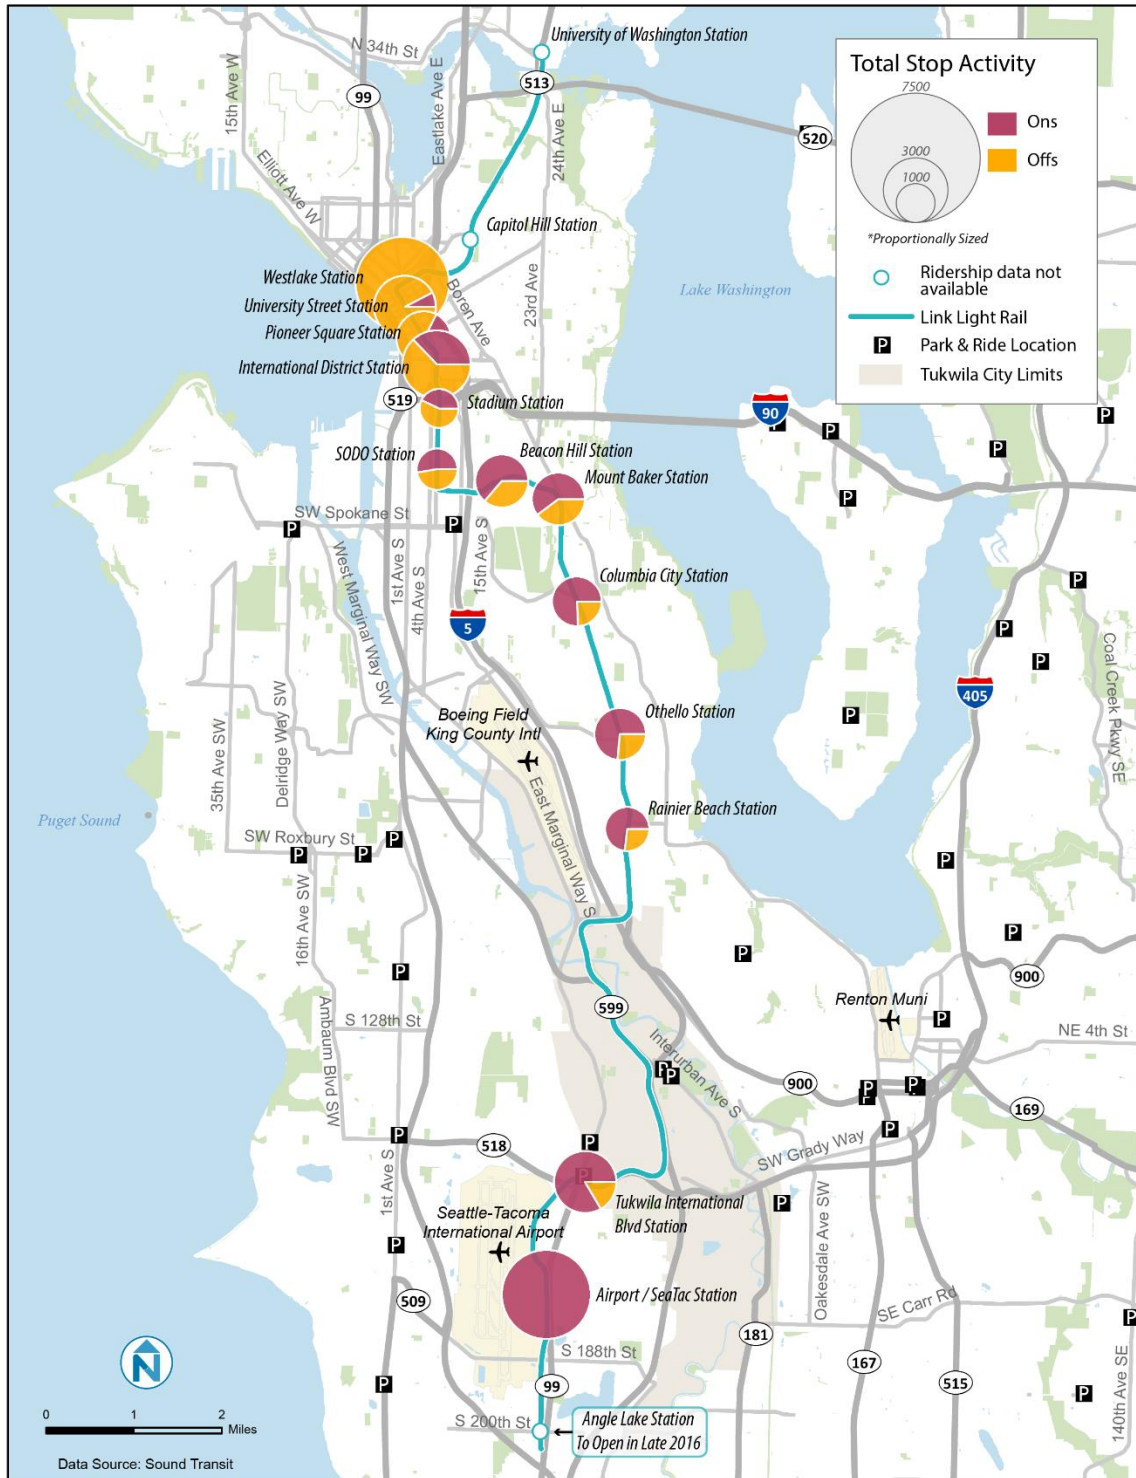 University of Washington Station
N 34th St
15th Ave W
99
Eastlake Ave E
513
24th Ave E
520
Elliott Ave W
Capitol Hill Station
Westlake Station
University Street Station
Pioneer Square Station
International District Station
Boren Ave
23rd Ave
Lake Washington
519
Stadium Station
90
SODO Station
Beacon Hill Station
Mount Baker Station
SW Spokane St
P
P
P
P
P
P
P
P
West Marginal Way SW
1st Ave S
4th Ave S
15th Ave S
5
Columbia City Station
P
P
P
405
Coal Creek Pkwy SE
35th Ave SW
Delridge Way SW
Boeing Field
King County Intl
Othello Station
P
Puget Sound
SW Roxbury St
P
P
P
East Marginal Way S
Rainier Beach Station
P
16th Ave SW
P
P
P
900
Ambaum Blvd SW
S 128th St
599
Renton Muni
P
NE 4th St
Interurban Ave S
P
P
900
P
P
P
P
169
1st Ave S
P
518
P
P
SW Grady Way
P
Tukwila International
Blvd Station
P
Seattle-Tacoma
International Airport
P
Oakesdale Ave SW
Airport / SeaTac Station
509
SE Carr Rd
P
181
S 188th St
167
515
P
99
P
140th Ave SE
S 200th St
Angle Lake Station
To Open in Late 2016
N
0 1 2
Miles
Data Source: Sound Transit
Total Stop Activity
7500
3000
1000
Ons
Offs
*Proportionally Sized
Ridership data not
available
Link Light Rail
P Park & Ride Location
Tukwila City Limits